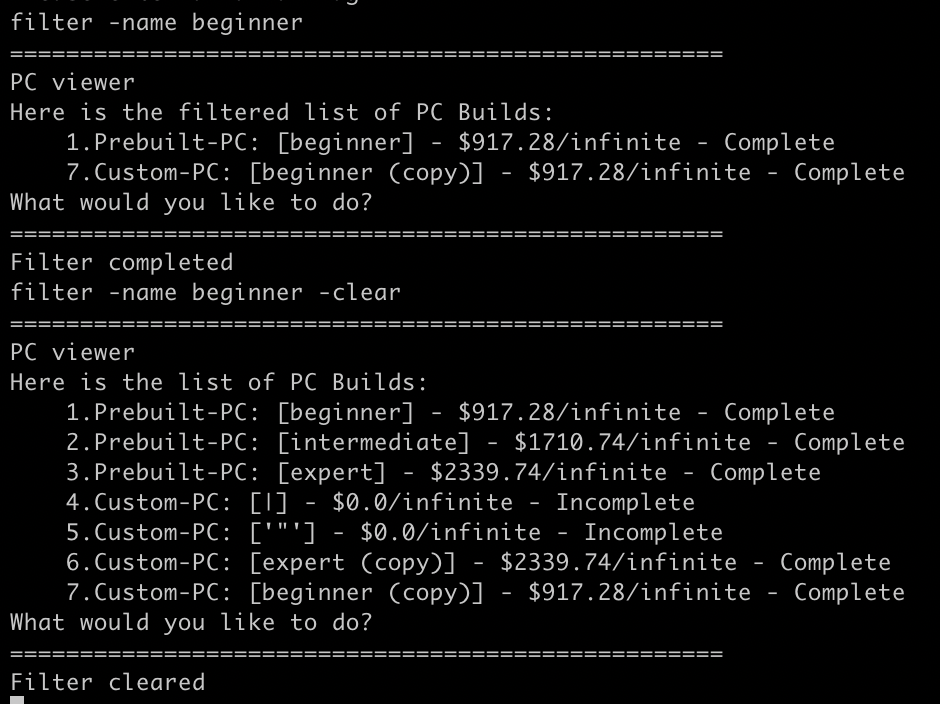 filter -name beginner
===================================================
PC viewer
Here is the filtered list of PC Builds:
    1.Prebuilt-PC: [beginner] - $917.28/infinite - Complete
    7.Custom-PC: [beginner (copy)] - $917.28/infinite - Complete
What would you like to do?
===================================================
Filter completed
filter -name beginner -clear
===================================================
PC viewer
Here is the list of PC Builds:
    1.Prebuilt-PC: [beginner] - $917.28/infinite - Complete
    2.Prebuilt-PC: [intermediate] - $1710.74/infinite - Complete
    3.Prebuilt-PC: [expert] - $2339.74/infinite - Complete
    4.Custom-PC: [|] - $0.0/infinite - Incomplete
    5.Custom-PC: ['"'] - $0.0/infinite - Incomplete
    6.Custom-PC: [expert (copy)] - $2339.74/infinite - Complete
    7.Custom-PC: [beginner (copy)] - $917.28/infinite - Complete
What would you like to do?
===================================================
Filter cleared